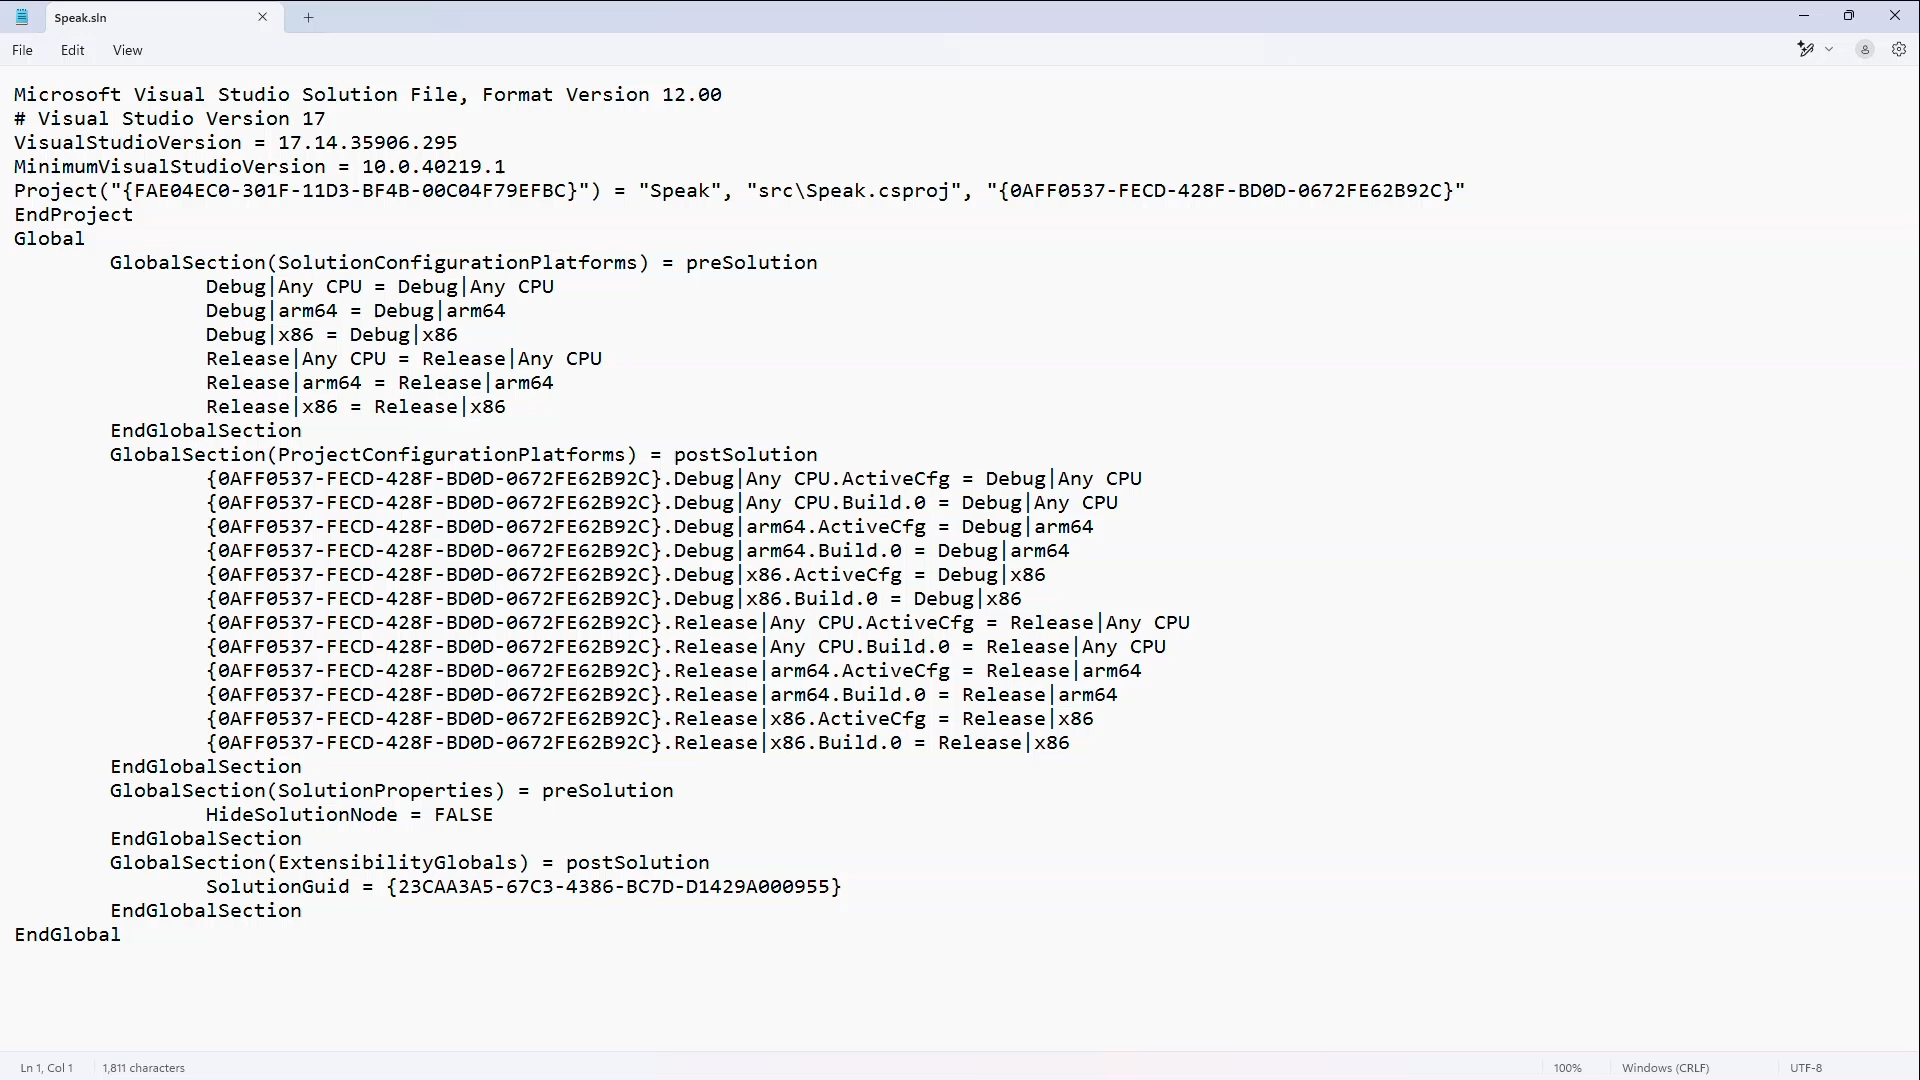 Speak.sln
File Edit View
Microsoft Visual Studio Solution File, Format Version 12.00
# Visual Studio Version 17
VisualStudioVersion = 17.14.35906.295
MinimumVisualStudioVersion = 10.0.40219.1
Project("{FAE04EC0-301F-11D3-BF4B-00C04F79EFBC}") = "Speak", "src\Speak.csproj", "{0AFF0537-FECD-428F-BD0D-0672FE62B92C}"
EndProject
Global
	GlobalSection(SolutionConfigurationPlatforms) = preSolution
		Debug|Any CPU = Debug|Any CPU
		Debug|arm64 = Debug|arm64
		Debug|x86 = Debug|x86
		Release|Any CPU = Release|Any CPU
		Release|arm64 = Release|arm64
		Release|x86 = Release|x86
	EndGlobalSection
	GlobalSection(ProjectConfigurationPlatforms) = postSolution
		{0AFF0537-FECD-428F-BD0D-0672FE62B92C}.Debug|Any CPU.ActiveCfg = Debug|Any CPU
		{0AFF0537-FECD-428F-BD0D-0672FE62B92C}.Debug|Any CPU.Build.0 = Debug|Any CPU
		{0AFF0537-FECD-428F-BD0D-0672FE62B92C}.Debug|arm64.ActiveCfg = Debug|arm64
		{0AFF0537-FECD-428F-BD0D-0672FE62B92C}.Debug|arm64.Build.0 = Debug|arm64
		{0AFF0537-FECD-428F-BD0D-0672FE62B92C}.Debug|x86.ActiveCfg = Debug|x86
		{0AFF0537-FECD-428F-BD0D-0672FE62B92C}.Debug|x86.Build.0 = Debug|x86
		{0AFF0537-FECD-428F-BD0D-0672FE62B92C}.Release|Any CPU.ActiveCfg = Release|Any CPU
		{0AFF0537-FECD-428F-BD0D-0672FE62B92C}.Release|Any CPU.Build.0 = Release|Any CPU
		{0AFF0537-FECD-428F-BD0D-0672FE62B92C}.Release|arm64.ActiveCfg = Release|arm64
		{0AFF0537-FECD-428F-BD0D-0672FE62B92C}.Release|arm64.Build.0 = Release|arm64
		{0AFF0537-FECD-428F-BD0D-0672FE62B92C}.Release|x86.ActiveCfg = Release|x86
		{0AFF0537-FECD-428F-BD0D-0672FE62B92C}.Release|x86.Build.0 = Release|x86
	EndGlobalSection
	GlobalSection(SolutionProperties) = preSolution
		HideSolutionNode = FALSE
	EndGlobalSection
	GlobalSection(ExtensibilityGlobals) = postSolution
		SolutionGuid = {23CAA3A5-67C3-4386-BC7D-D1429A000955}
	EndGlobalSection
EndGlobal
Ln 1, Col 1 1,811 characters 100% Windows (CRLF) UTF-8